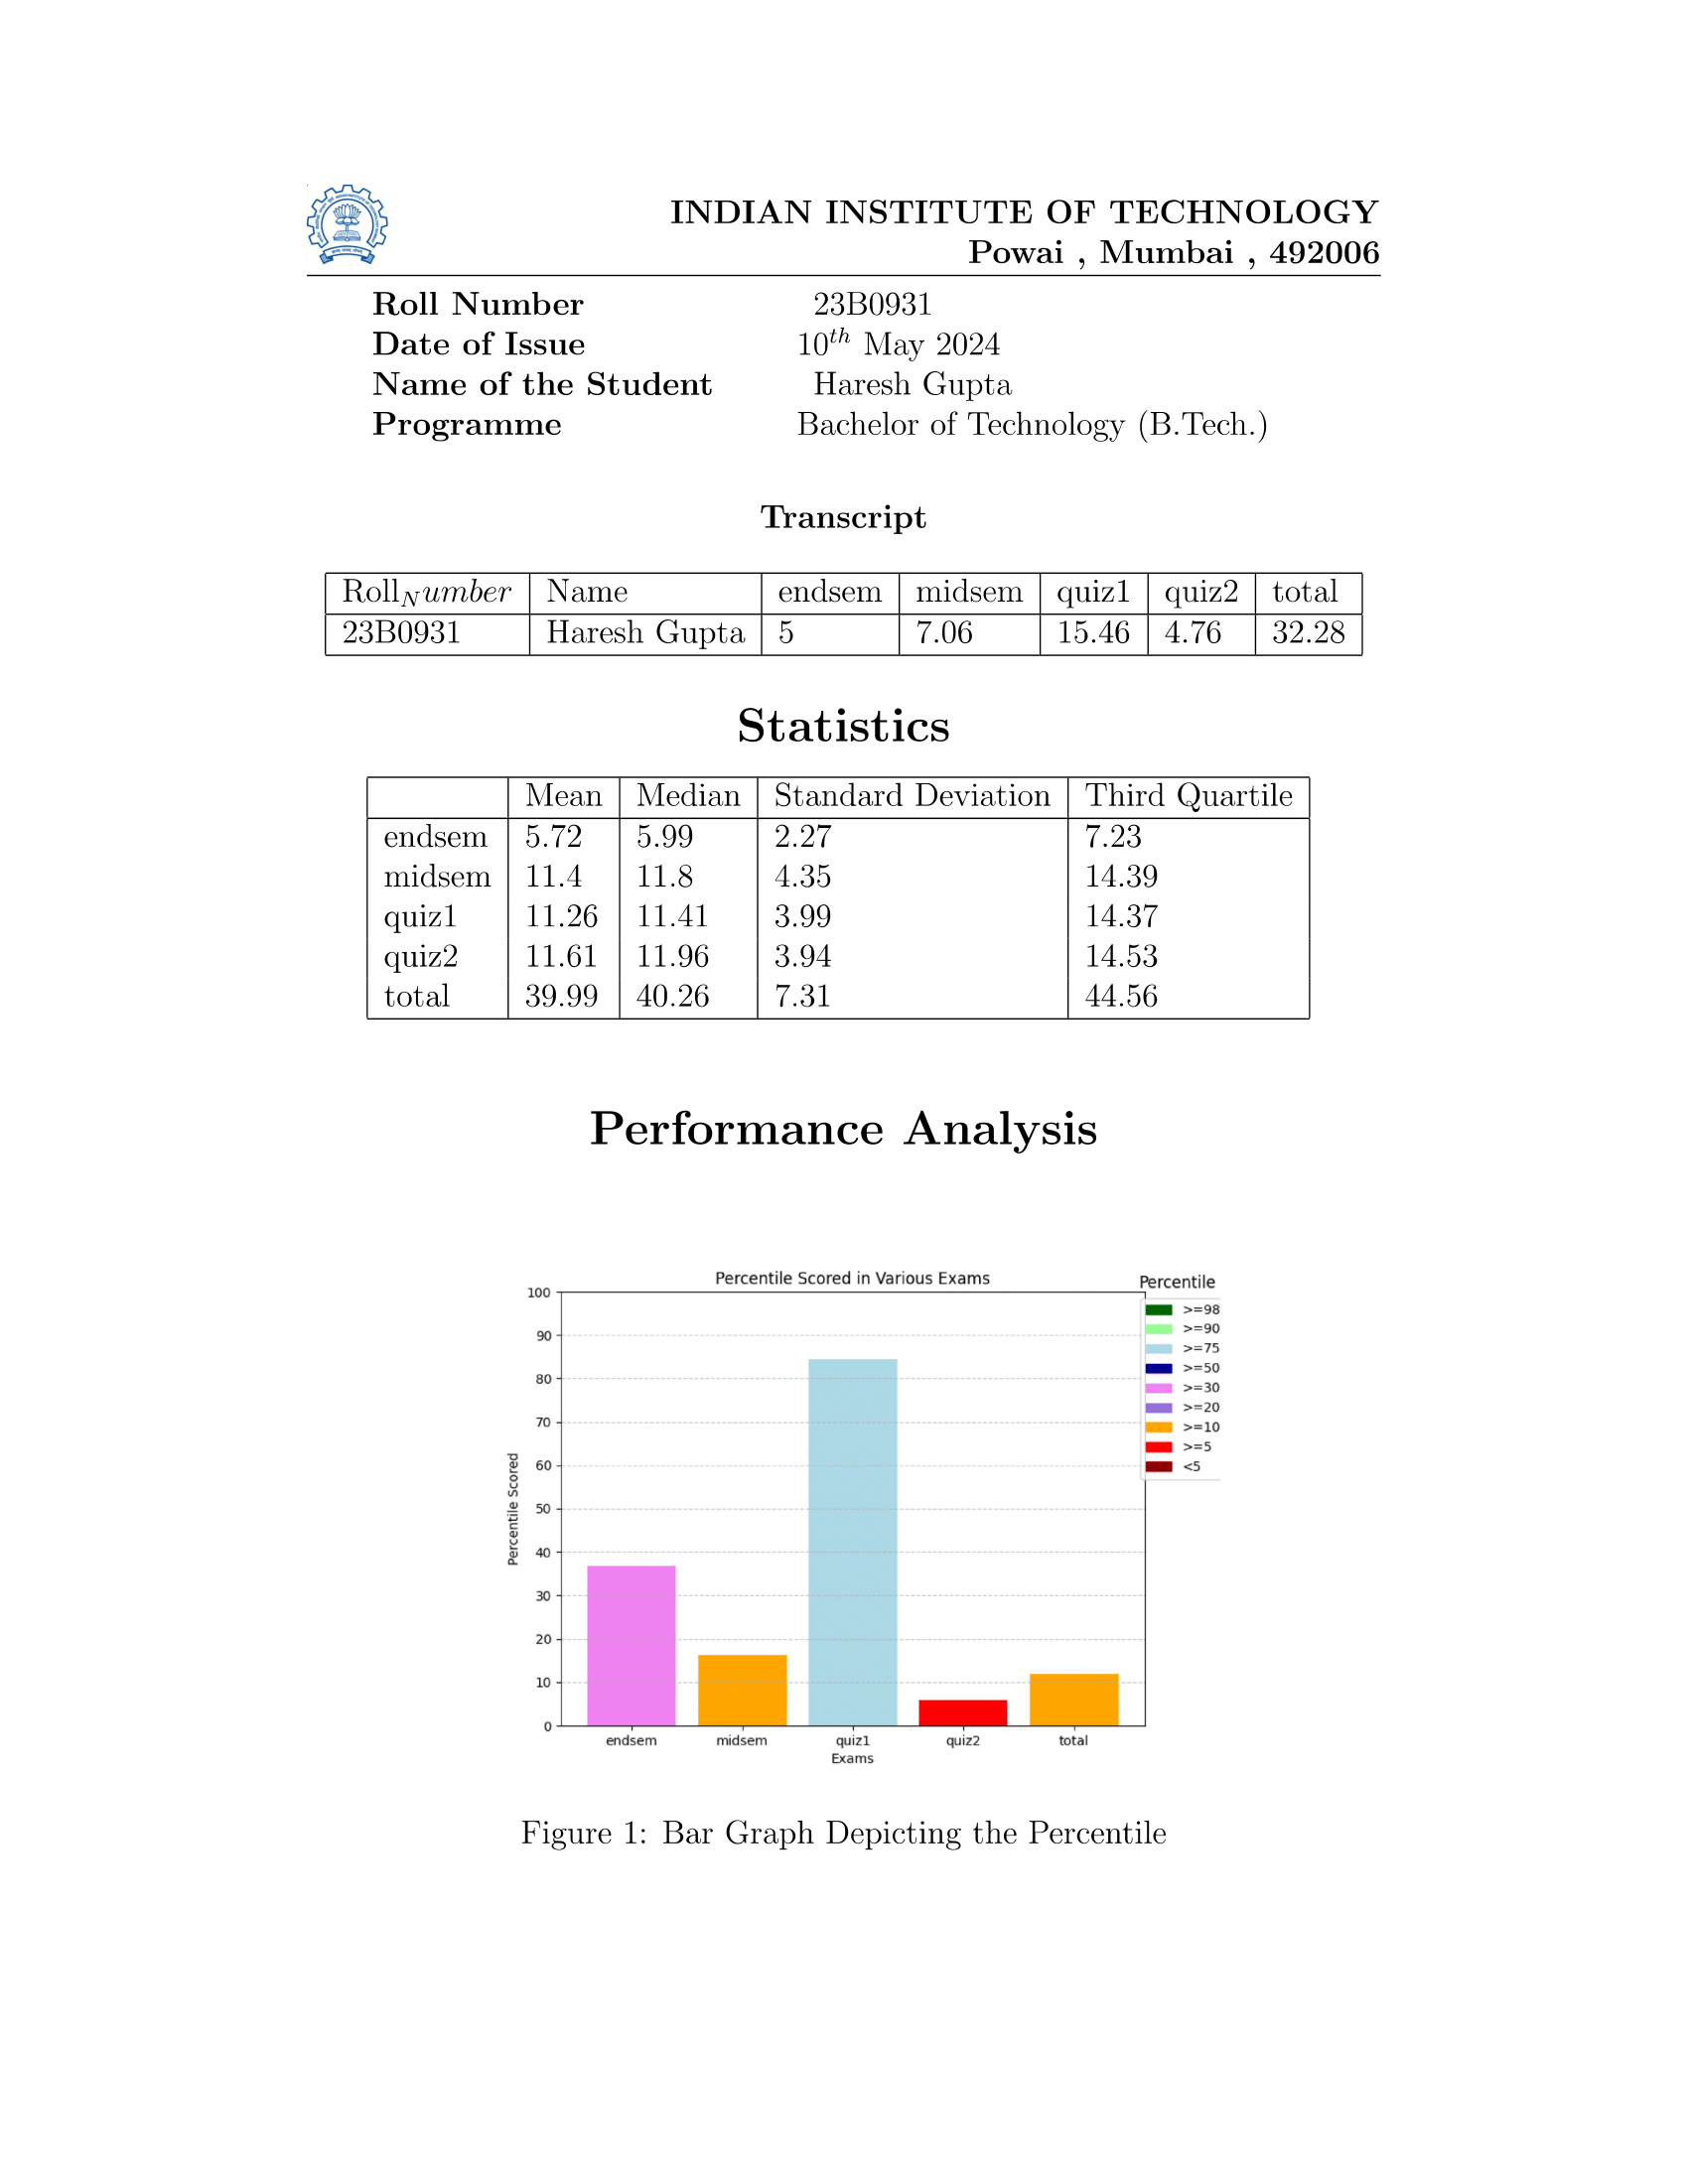 INDIAN INSTITUTE OF TECHNOLOGY
Powai , Mumbai , 492006
Roll Number 23B0931
Date of Issue 10th May 2024
Name of the Student Haresh Gupta
Programme Bachelor of Technology (B.Tech.)
Transcript
RollNumber Name endsem midsem quiz1 quiz2 total
23B0931 Haresh Gupta 5 7.06 15.46 4.76 32.28
Statistics
Mean Median Standard Deviation Third Quartile
endsem 5.72 5.99 2.27 7.23
midsem 11.4 11.8 4.35 14.39
quiz1 11.26 11.41 3.99 14.37
quiz2 11.61 11.96 3.94 14.53
total 39.99 40.26 7.31 44.56
Performance Analysis
Percentile Scored in Various Exams
Percentile
>=98
>=90
>=75
>=50
>=30
>=20
>=10
>=5
<5
Percentile Scored
100
90
80
70
60
50
40
30
20
10
0
endsem midsem quiz1 quiz2 total
Exams
Figure 1: Bar Graph Depicting the Percentile